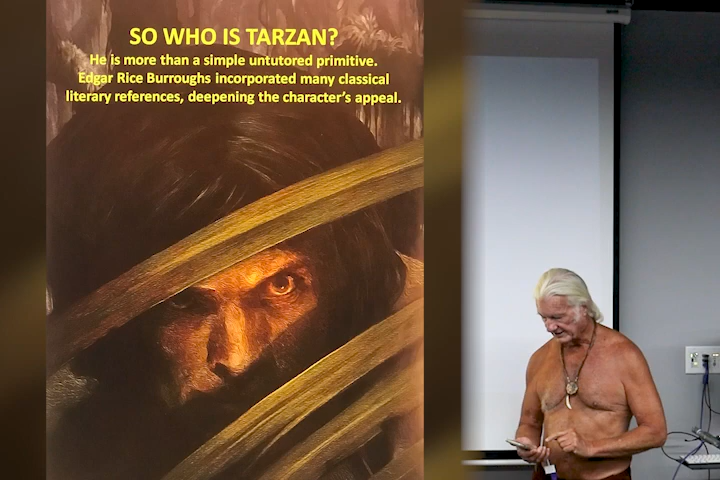 SO WHO IS TARZAN?
He is more than a simple untutored primitive.
Edgar Rice Burroughs incorporated many classical
literary references, deepening the character's appeal.